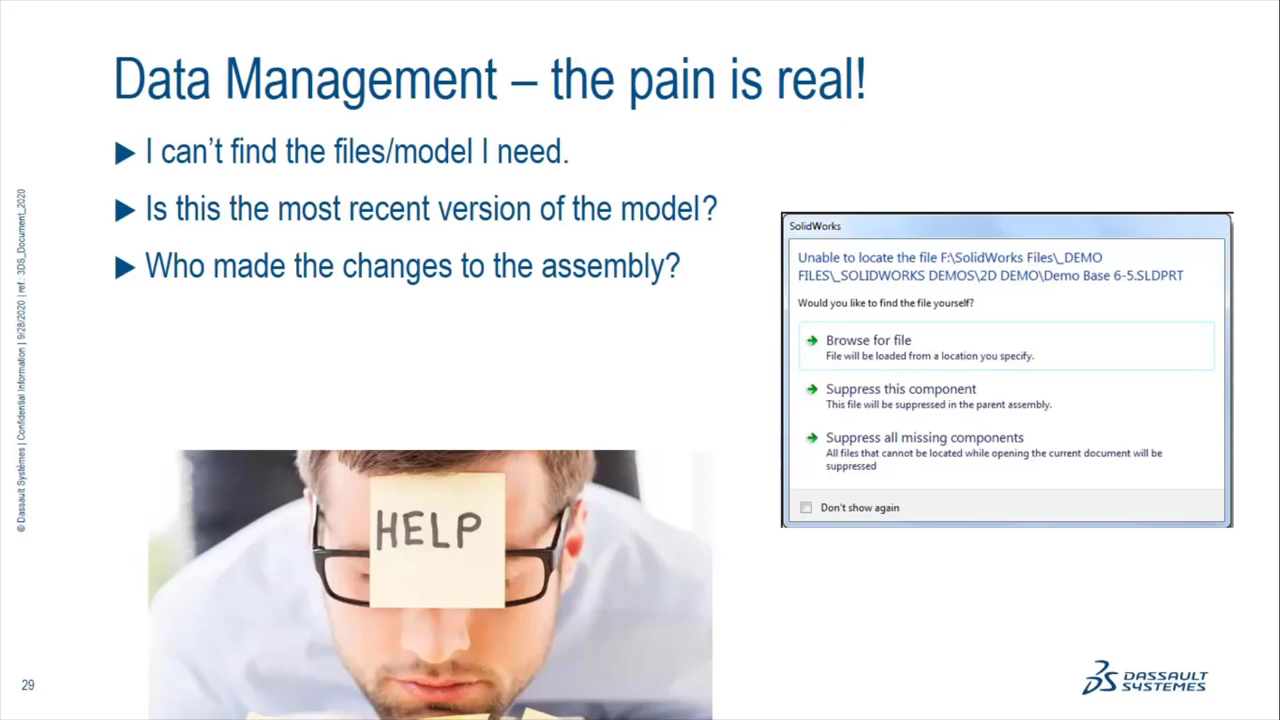 Data Management – the pain is real!
▶ I can't find the files/model I need.
▶ Is this the most recent version of the model?
▶ Who made the changes to the assembly?
SolidWorks
Unable to locate the file F:\SolidWorks Files\_DEMO
FILES\_SOLIDWORKS DEMOS\2D DEMO\Demo Base 6-5.SLDPRT
Would you like to find the file yourself?
Browse for file
File will be loaded from a location you specify.
Suppress this component
This file will be suppressed in the parent assembly.
Suppress all missing components
All files that cannot be located while opening the current document will be
suppressed
Don't show again
HELP
© Dassault Systèmes | Confidential Information | 9/28/2020 | ref.: 3DS_Document_2020
29
DASSAULT
SYSTEMES